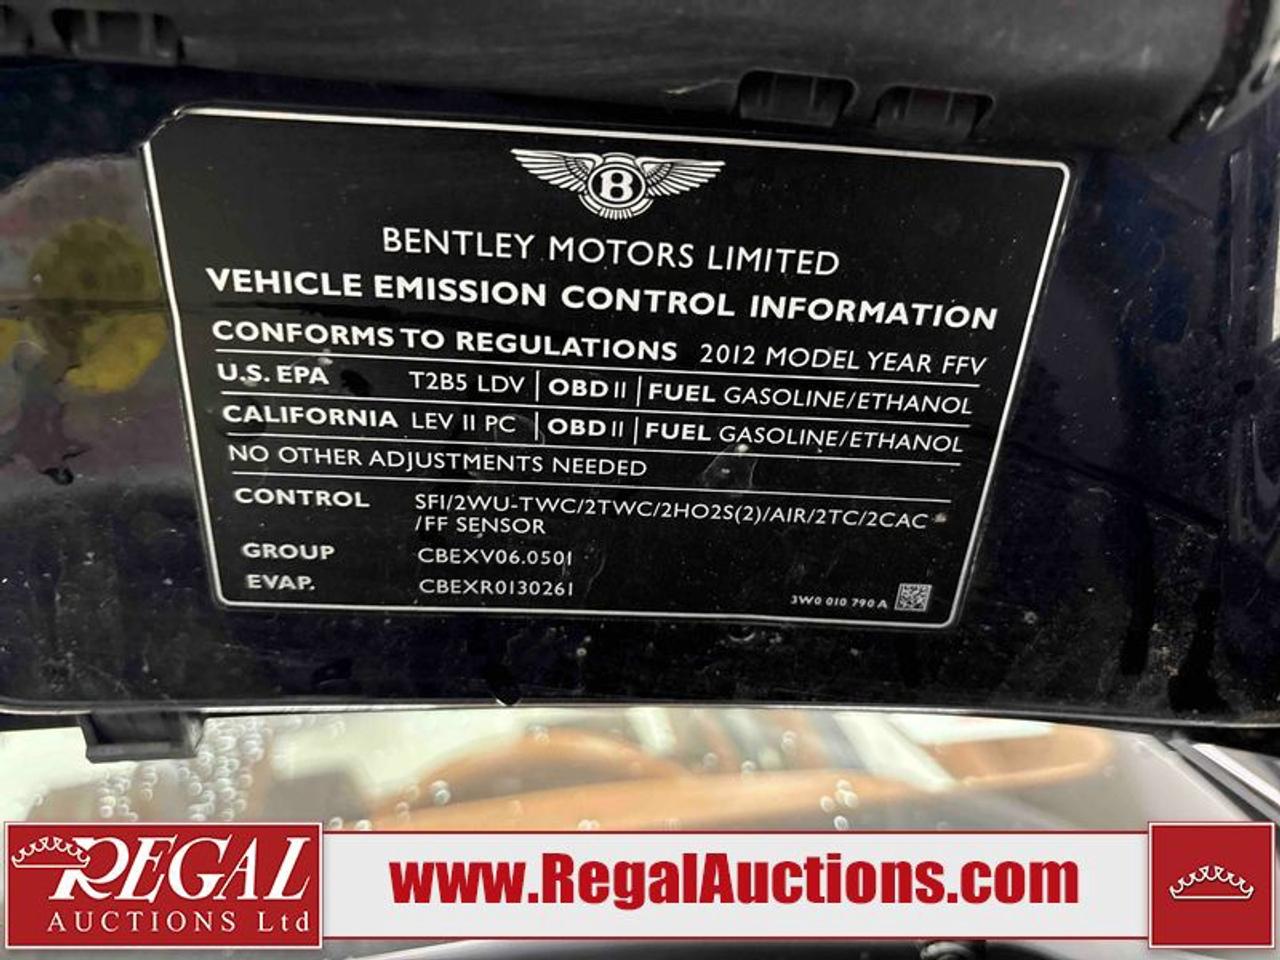 B
BENTLEY MOTORS LIMITED
VEHICLE EMISSION CONTROL INFORMATION
CONFORMS TO REGULATIONS 2012 MODEL YEAR FFV
U.S. EPA T2B5 LDV | OBD II | FUEL GASOLINE/ETHANOL
CALIFORNIA LEV II PC | OBD II | FUEL GASOLINE/ETHANOL
NO OTHER ADJUSTMENTS NEEDED
CONTROL SFI/2WU-TWC/2TWC/2HO2S(2)/AIR/2TC/2CAC
/FF SENSOR
GROUP CBEXV06.0501
EVAP. CBEXR0130261
3W0 010 790 A
REGAL
AUCTIONS Ltd
www.RegalAuctions.com